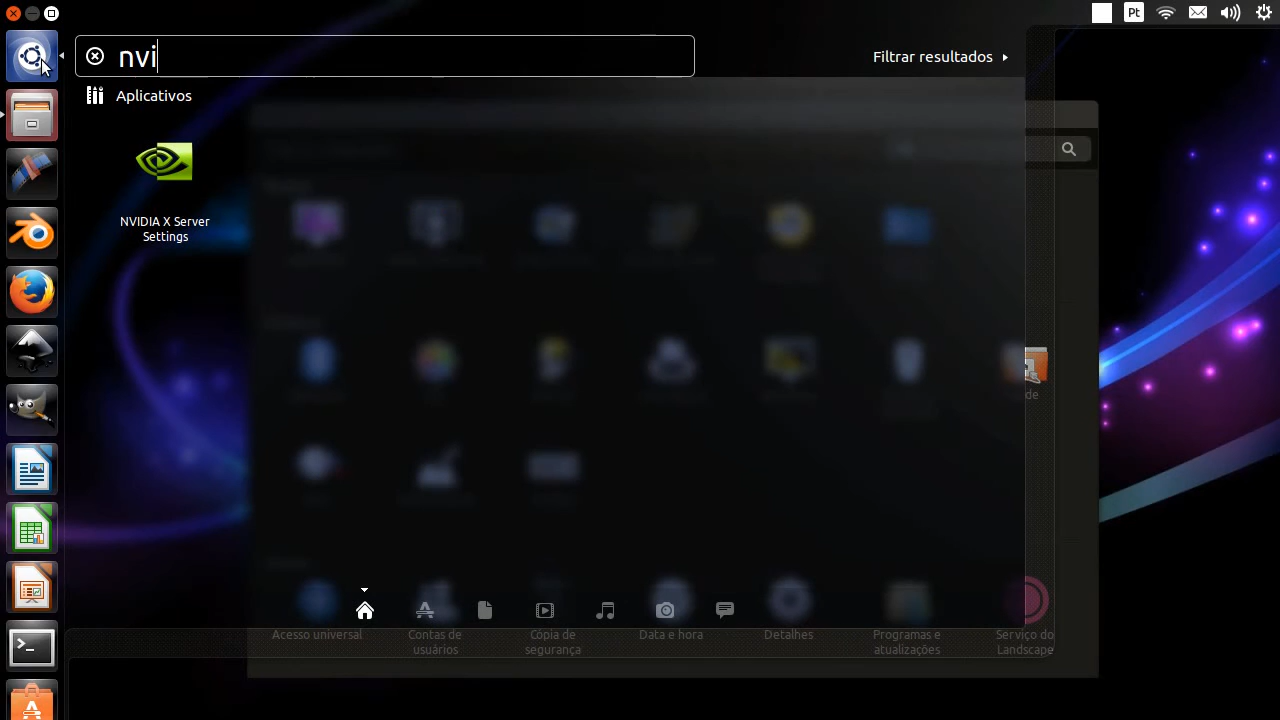 Pt
nvi
Filtrar resultados
Aplicativos
NVIDIA X Server
Settings
de
Acesso universal
Contas de
usuários
Cópia de
segurança
Data e hora
Detalhes
Programas e
atualizações
Serviço do
Landscape